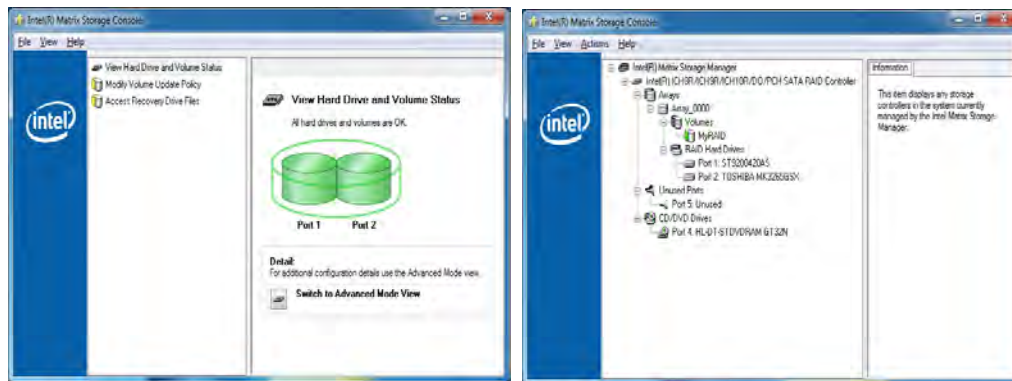 Intel(R) Matrix Storage Console
File View Help
View Hard Drive and Volume Status
Modify Volume Update Policy
Access Recovery Drive Files
intel
View Hard Drive and Volume Status
All hard drives and volumes are OK.
Port 1 Port 2
Detail:
For additional configuration details use the Advanced Mode view.
Switch to Advanced Mode View
Intel(R) Matrix Storage Console
File View Actions Help
Intel(R) Matrix Storage Manager
Intel(R) ICH8R/ICH9R/ICH10R/DO/PCH SATA RAID Controller
Arrays
Array_0000
Volumes
MyRAID
RAID Hard Drives
Port 1: ST9200420AS
Port 2: TOSHIBA MK3265GSX
Unused Ports
Port 5: Unused
CD/DVD Drives
Port 4: HL-DT-STDVDRAM GT32N
intel
Information
This item displays any storage
controllers in the system currently
managed by the Intel Matrix Storage
Manager.